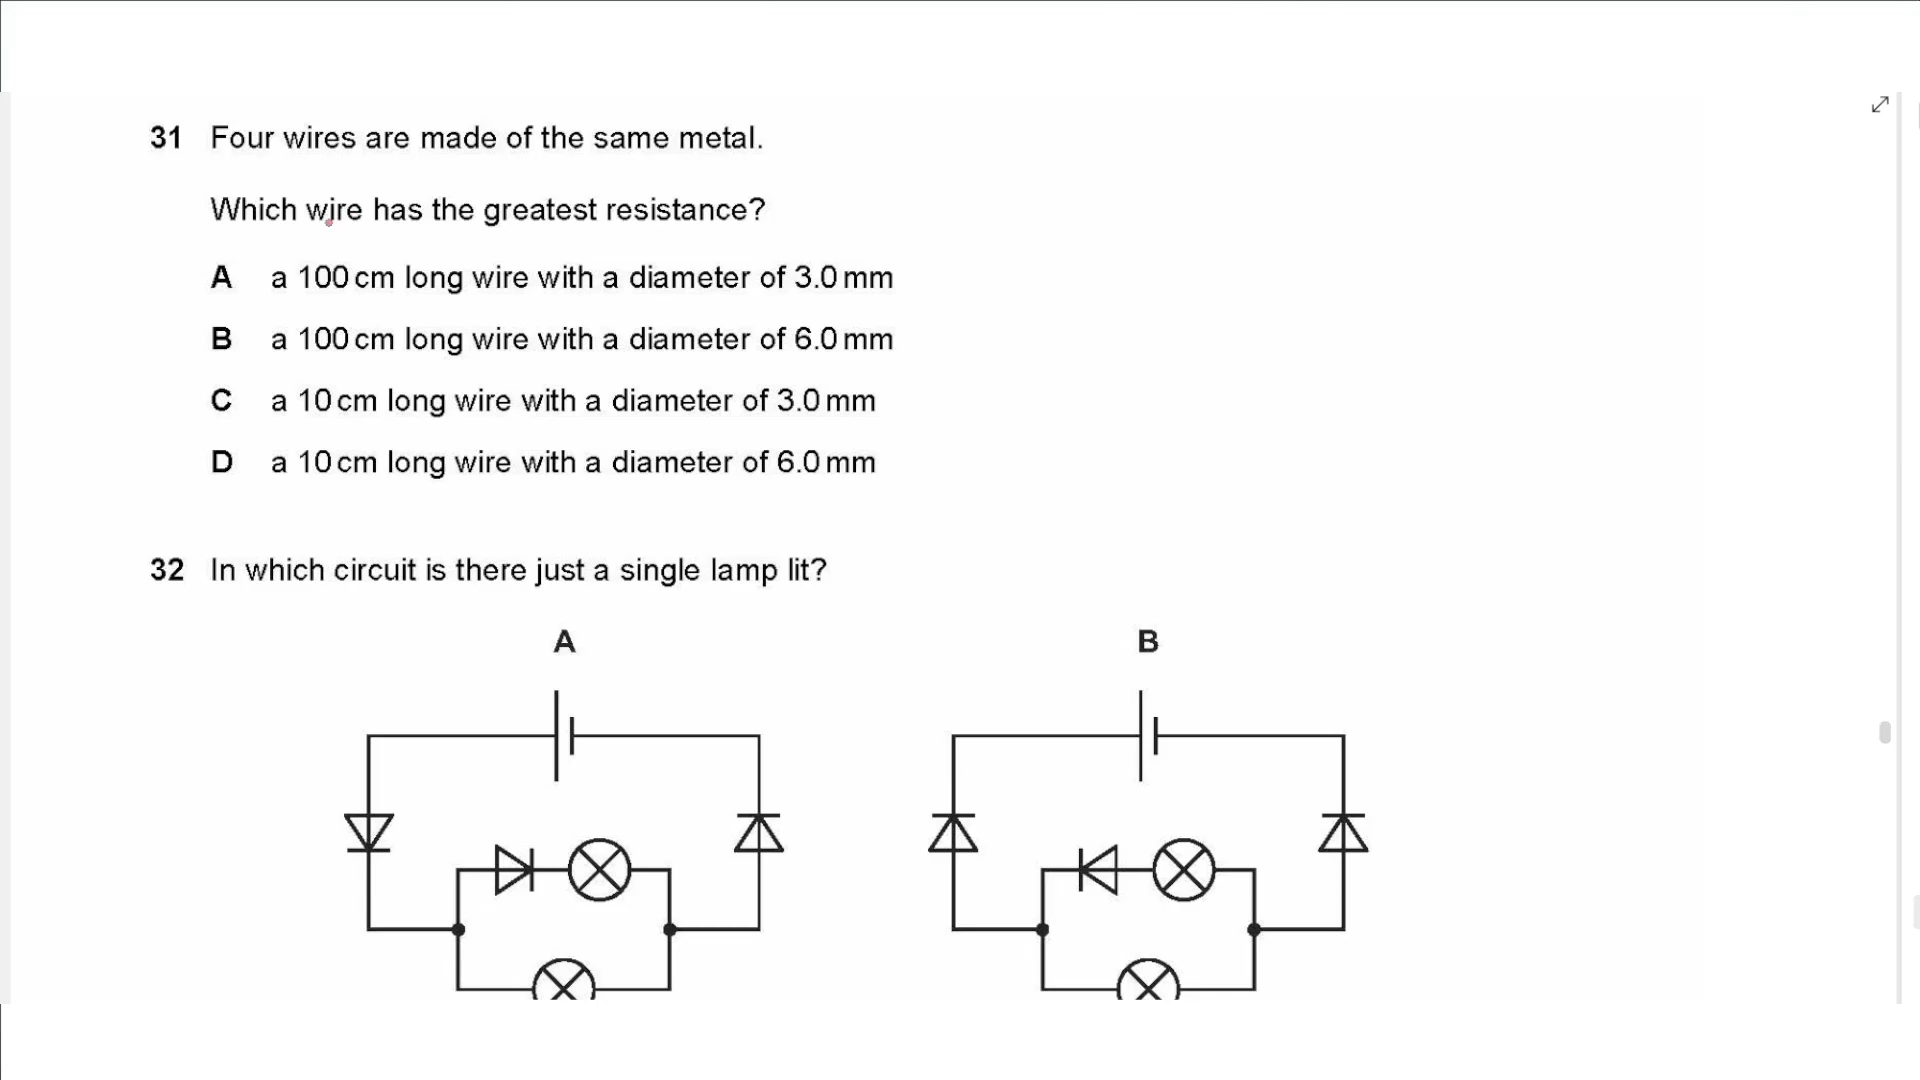 31 Four wires are made of the same metal.
Which wire has the greatest resistance?
A a 100 cm long wire with a diameter of 3.0 mm
B a 100 cm long wire with a diameter of 6.0 mm
C a 10 cm long wire with a diameter of 3.0 mm
D a 10 cm long wire with a diameter of 6.0 mm
32 In which circuit is there just a single lamp lit?
A B